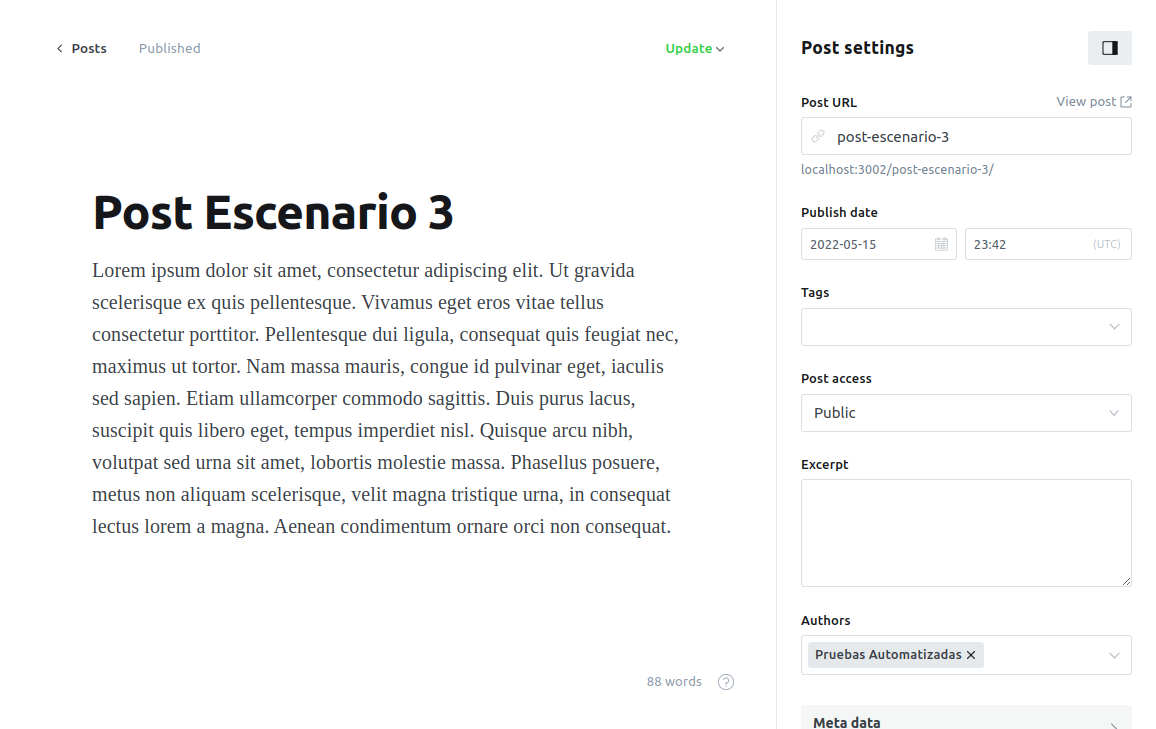 Posts
Published
Update
Post Escenario 3
Lorem ipsum dolor sit amet, consectetur adipiscing elit. Ut gravida
scelerisque ex quis pellentesque. Vivamus eget eros vitae tellus
consectetur porttitor. Pellentesque dui ligula, consequat quis feugiat nec,
maximus ut tortor. Nam massa mauris, congue id pulvinar eget, iaculis
sed sapien. Etiam ullamcorper commodo sagittis. Duis purus lacus,
suscipit quis libero eget, tempus imperdiet nisl. Quisque arcu nibh,
volutpat sed urna sit amet, lobortis molestie massa. Phasellus posuere,
metus non aliquam scelerisque, velit magna tristique urna, in consequat
lectus lorem a magna. Aenean condimentum ornare orci non consequat.
88 words
?
Post settings
Post URL
View post
post-escenario-3
localhost:3002/post-escenario-3/
Publish date
2022-05-15
23:42
(UTC)
Tags
Post access
Public
Excerpt
Authors
Pruebas Automatizadas
Meta data